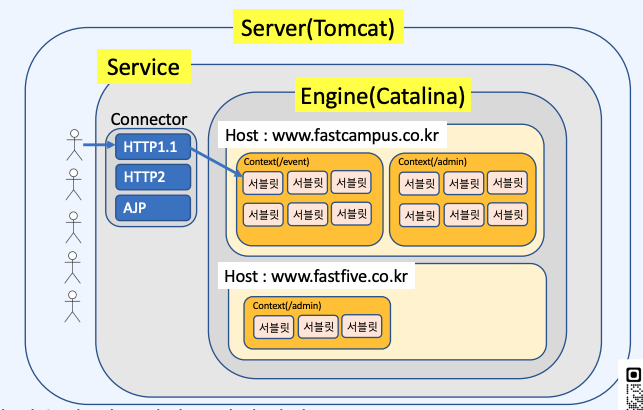 Server(Tomcat)
Service
Engine(Catalina)
Connector
HTTP1.1
HTTP2
AJP
Host : www.fastcampus.co.kr
Context(/event)
서블릿 서블릿 서블릿
서블릿 서블릿 서블릿
Context(/admin)
서블릿 서블릿 서블릿
서블릿 서블릿 서블릿
Host : www.fastfive.co.kr
Context(/admin)
서블릿 서블릿 서블릿